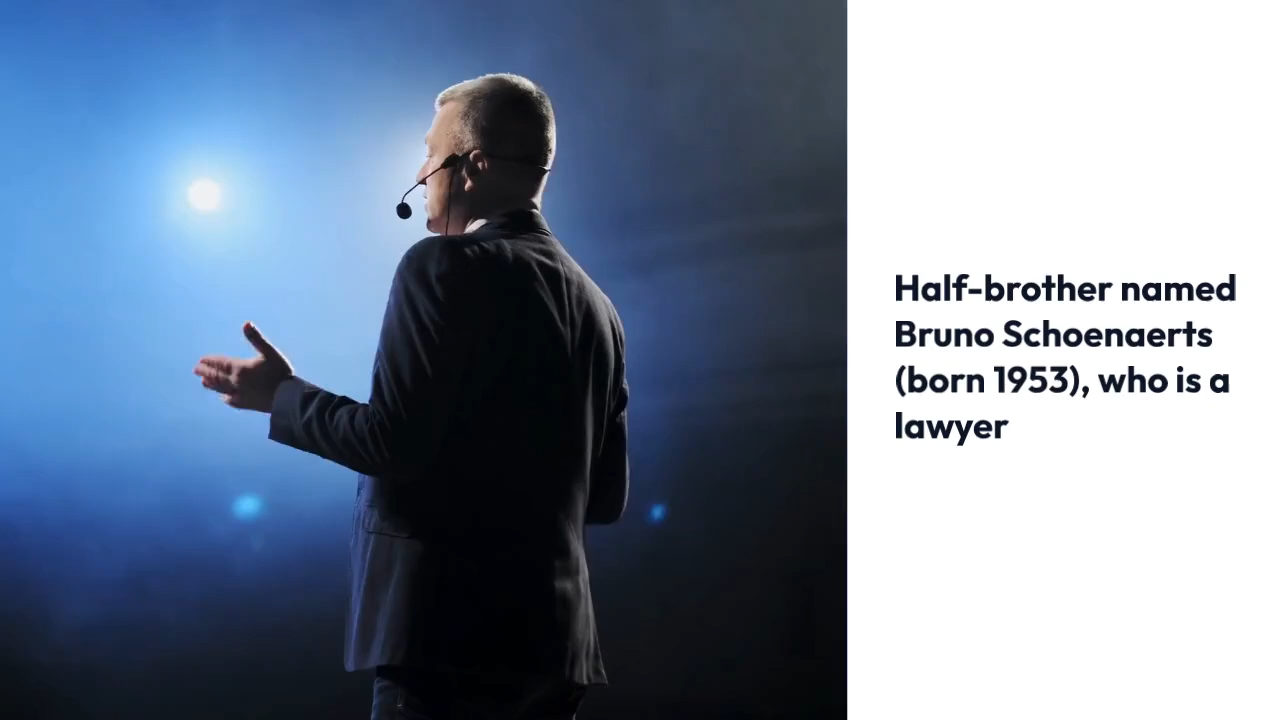 Half-brother named
Bruno Schoenaerts
(born 1953), who is a
lawyer